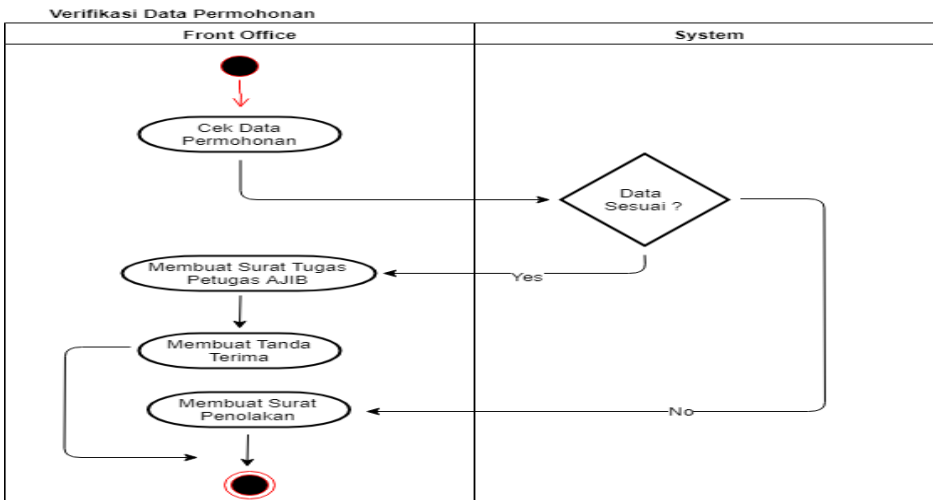 Verifikasi Data Permohonan
Front Office
System
Cek Data
Permohonan
Data
Sesuai ?
Membuat Surat Tugas
Petugas AJIB
Yes
Membuat Tanda
Terima
Membuat Surat
Penolakan
No